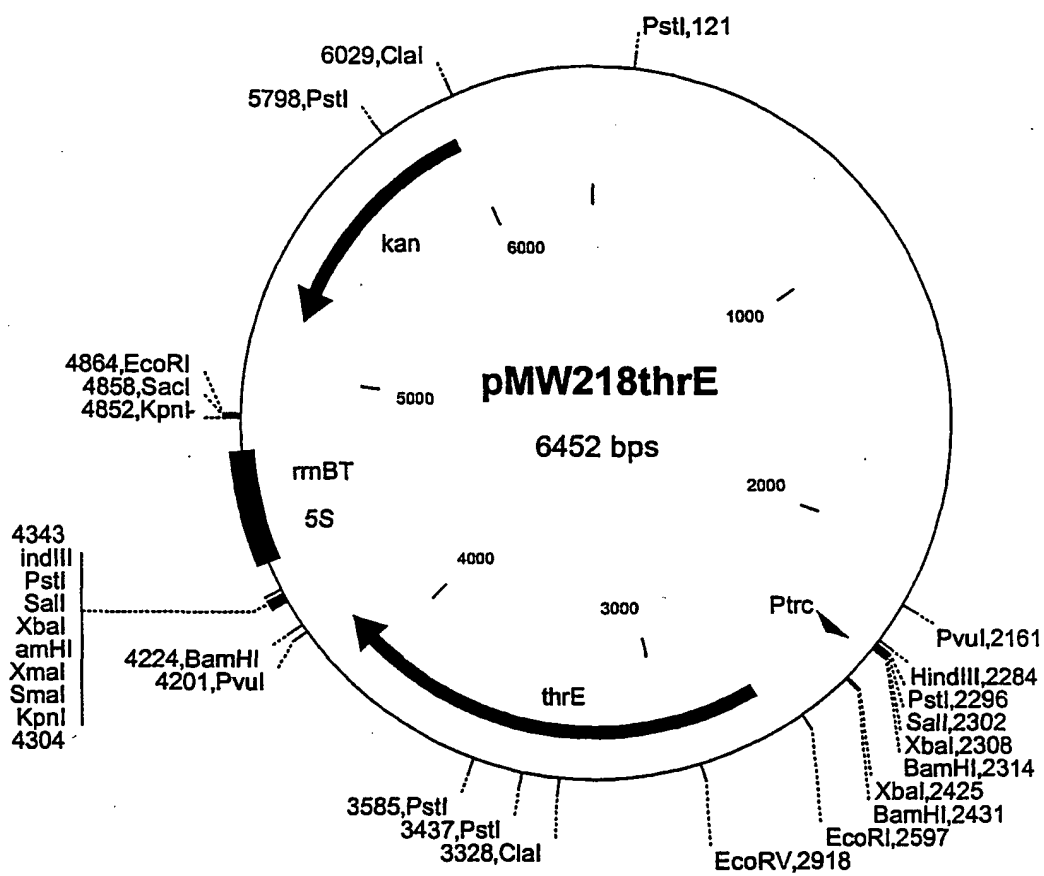 PstI,121
6029,ClaI
5798,PstI
kan
6000
1000
4864,EcoRI
4858,SacI
4852,KpnI
5000
pMW218thrE
6452 bps
rrnBT
5S
2000
4343
indIII
PstI
SalI
XbaI
amHI
XmaI
SmaI
KpnI
4304
4000
3000
Ptrc
PvuI,2161
HindIII,2284
PstI,2296
SalI,2302
XbaI,2308
BamHI,2314
XbaI,2425
BamHI,2431
EcoRI,2597
EcoRV,2918
4224,BamHI
4201,PvuI
thrE
3585,PstI
3437,PstI
3328,ClaI